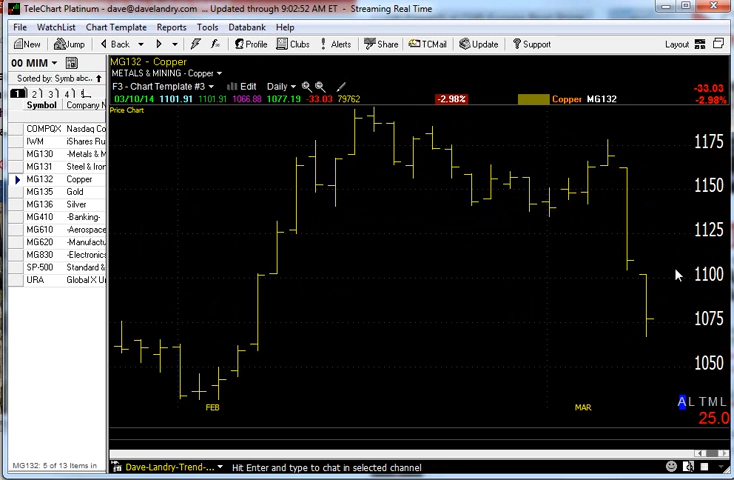 TeleChart Platinum - dave@davelandry.com ... Updated through 9:02:52 AM ET - Streaming Real Time
File WatchList Chart Template Reports Tools Databank Help
New Jump Back Profile Clubs Alerts TCMail Share Update Support Layout
00 MIM
Sorted by: Symb abc..
1 2 3 4
Symbol Company N
COMPQX Nasdaq Co
IWM iShares Ru
MG130 -Metals & M
MG131 Steel & Iron
MG132 Copper
MG135 Gold
MG136 Silver
MG410 -Banking-
MG610 -Aerospace
MG620 -Manufactu
MG830 -Electronics
SP-500 Standard &
URA Global X U
MG132: 5 of 13 Items in
MG132 - Copper
METALS & MINING - Copper
F3 - Chart Template #3 Edit Daily
03/10/14 1101.91 1101.91 1066.88 1077.19 -33.03 79762 -2.98% Copper MG132
-33.03
-2.98%
Price Chart
1175
1150
1125
1100
1075
1050
FEB MAR
A L T M L
25.0
Dave-Landry-Trend-... Hit Enter and type to chat in selected channel